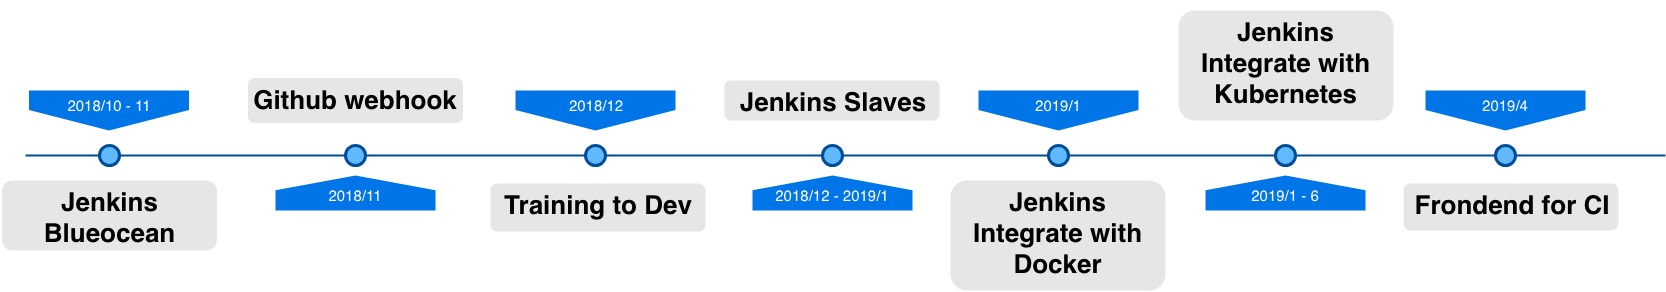 2018/10 - 11
Jenkins
Blueocean
Github webhook
2018/11
2018/12
Training to Dev
Jenkins Slaves
2018/12 - 2019/1
2019/1
Jenkins
Integrate with
Docker
Jenkins
Integrate with
Kubernetes
2019/1 - 6
2019/4
Frondend for CI